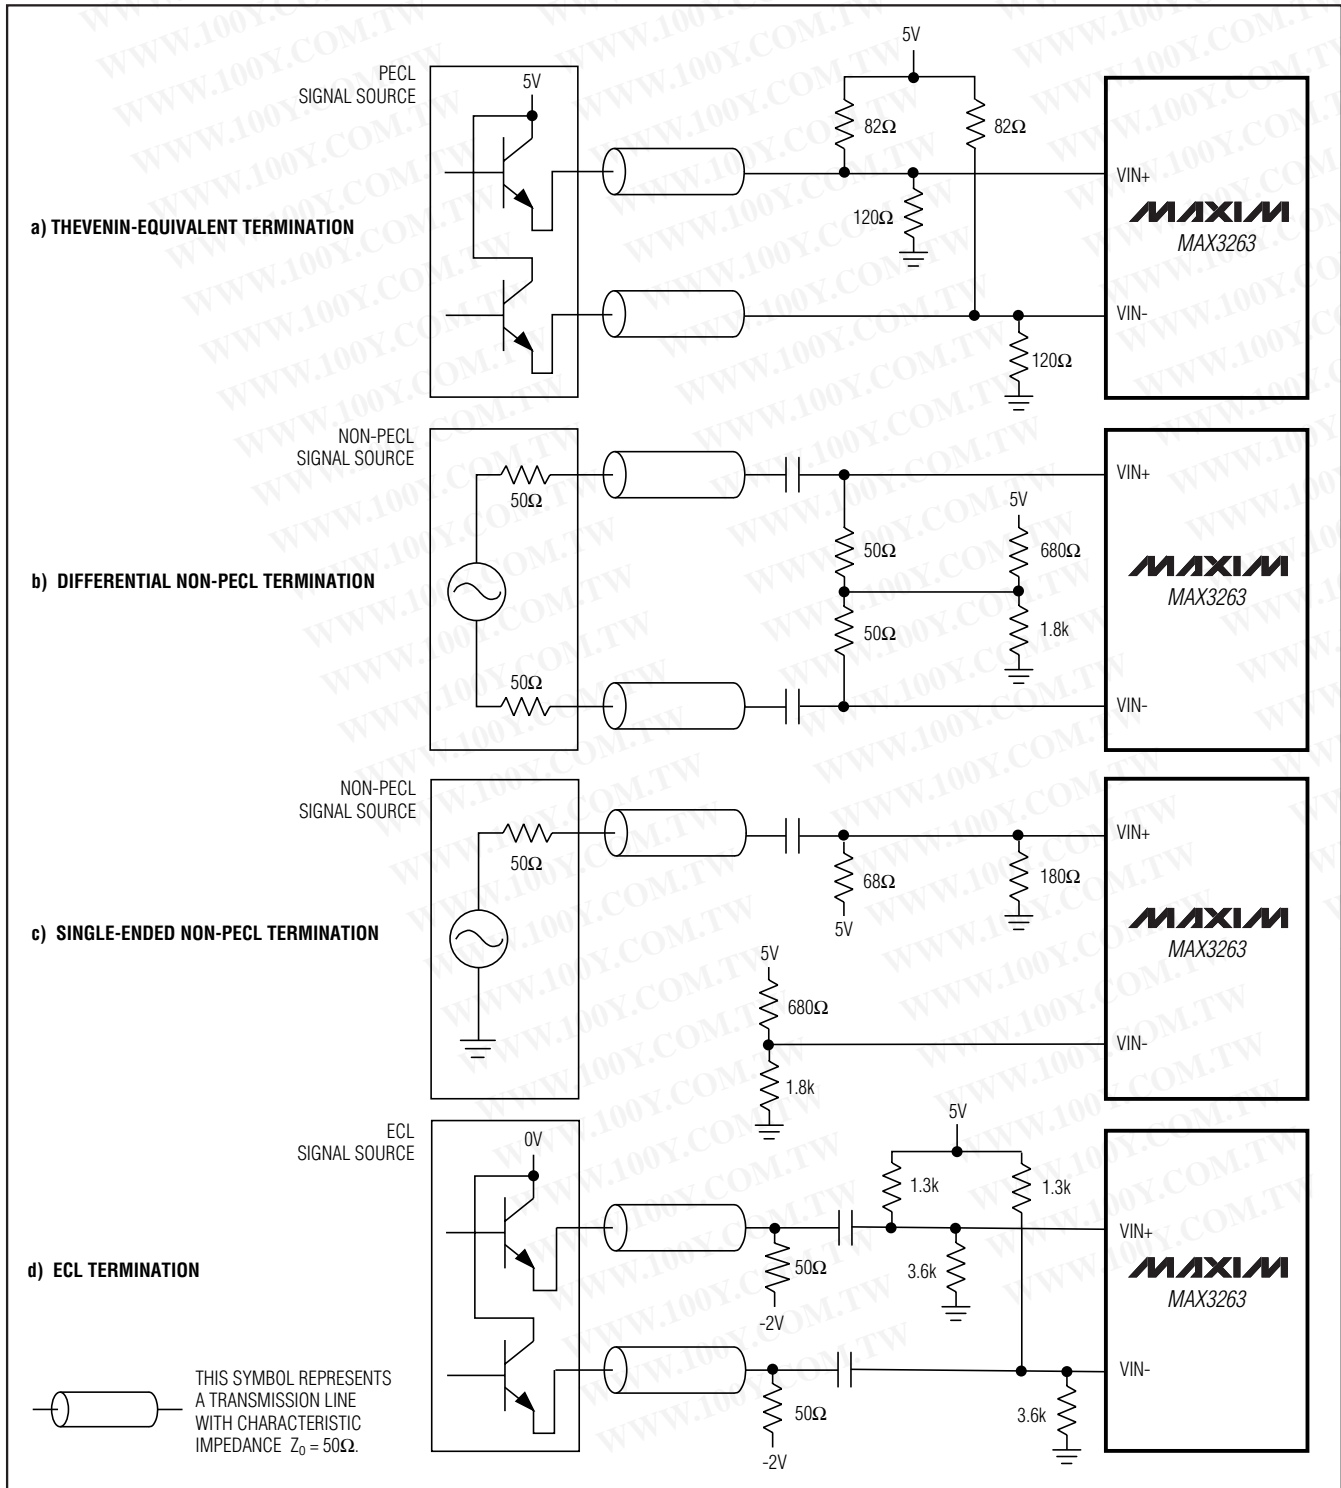 PECL
SIGNAL SOURCE
5V
5V
82Ω
82Ω
120Ω
120Ω
VIN+
VIN-
MAXIM
MAX3263
a) THEVENIN-EQUIVALENT TERMINATION
NON-PECL
SIGNAL SOURCE
50Ω
50Ω
50Ω
50Ω
5V
680Ω
1.8k
VIN+
VIN-
MAXIM
MAX3263
b) DIFFERENTIAL NON-PECL TERMINATION
NON-PECL
SIGNAL SOURCE
50Ω
68Ω
5V
180Ω
5V
680Ω
1.8k
VIN+
VIN-
MAXIM
MAX3263
c) SINGLE-ENDED NON-PECL TERMINATION
ECL
SIGNAL SOURCE
0V
5V
1.3k
1.3k
50Ω
-2V
3.6k
50Ω
-2V
3.6k
VIN+
VIN-
MAXIM
MAX3263
d) ECL TERMINATION
THIS SYMBOL REPRESENTS
A TRANSMISSION LINE
WITH CHARACTERISTIC
IMPEDANCE Z0 = 50Ω.
WWW.100Y.COM.TW